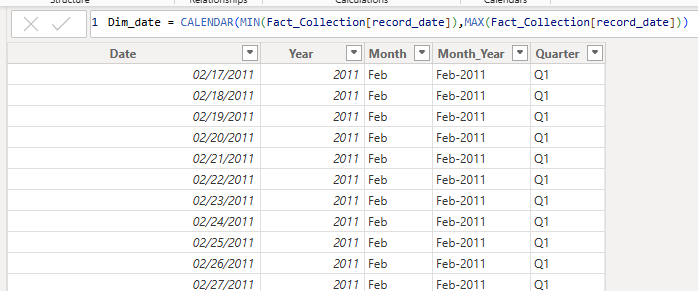 Structure Relationships Calculations Calendars
1 Dim_date = CALENDAR(MIN(Fact_Collection[record_date]),MAX(Fact_Collection[record_date]))
Date Year Month Month_Year Quarter
02/17/2011 2011 Feb Feb-2011 Q1
02/18/2011 2011 Feb Feb-2011 Q1
02/19/2011 2011 Feb Feb-2011 Q1
02/20/2011 2011 Feb Feb-2011 Q1
02/21/2011 2011 Feb Feb-2011 Q1
02/22/2011 2011 Feb Feb-2011 Q1
02/23/2011 2011 Feb Feb-2011 Q1
02/24/2011 2011 Feb Feb-2011 Q1
02/25/2011 2011 Feb Feb-2011 Q1
02/26/2011 2011 Feb Feb-2011 Q1
02/27/2011 2011 Feb Feb-2011 Q1